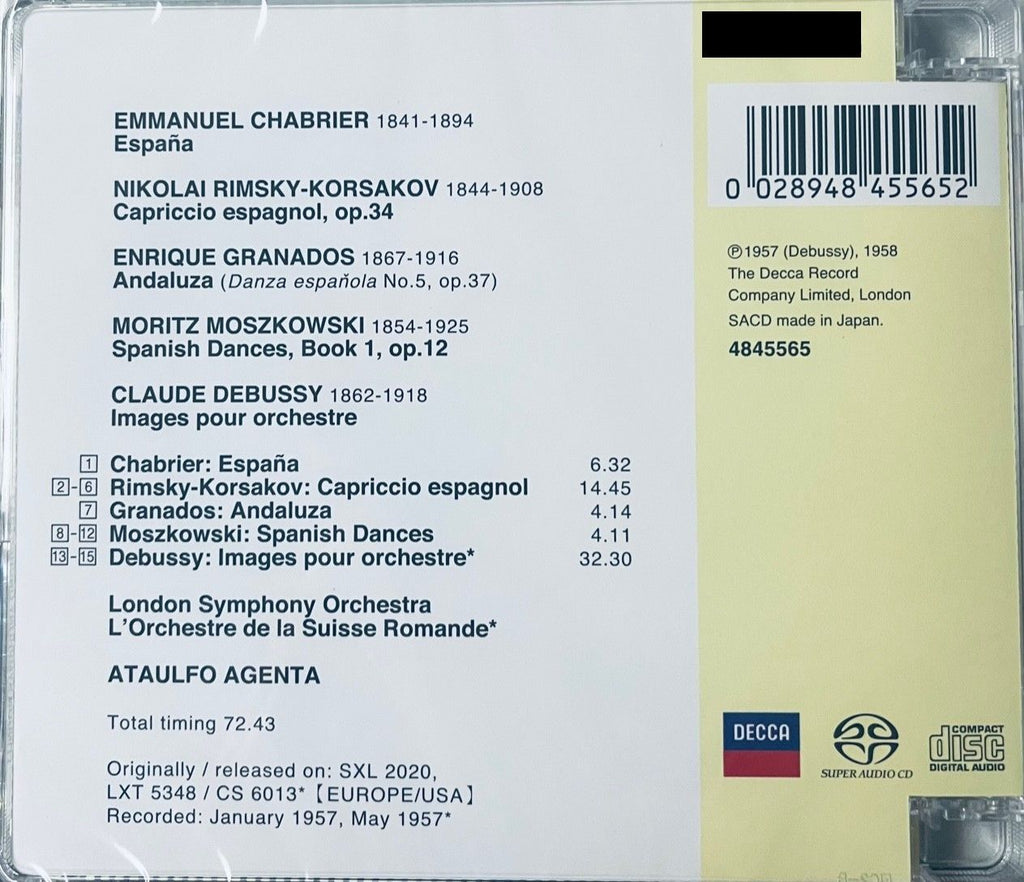 EMMANUEL CHABRIER 1841-1894
España
NIKOLAI RIMSKY-KORSAKOV 1844-1908
Capriccio espagnol, op.34
ENRIQUE GRANADOS 1867-1916
Andaluza (Danza espaňola No.5, op.37)
MORITZ MOSZKOWSKI 1854-1925
Spanish Dances, Book 1, op.12
CLAUDE DEBUSSY 1862-1918
Images pour orchestre
1 Chabrier: España 6.32
2-6 Rimsky-Korsakov: Capriccio espagnol 14.45
7 Granados: Andaluza 4.14
8-12 Moszkowski: Spanish Dances 4.11
13-15 Debussy: Images pour orchestre* 32.30
London Symphony Orchestra
L'Orchestre de la Suisse Romande*
ATAULFO AGENTA
Total timing 72.43
Originally / released on: SXL 2020,
LXT 5348 / CS 6013*【EUROPE/USA】
Recorded: January 1957, May 1957*
0 028948 455652
℗1957 (Debussy), 1958
The Decca Record
Company Limited, London
SACD made in Japan.
4845565
DECCA
SUPER AUDIO CD
COMPACT
disc
DIGITAL AUDIO